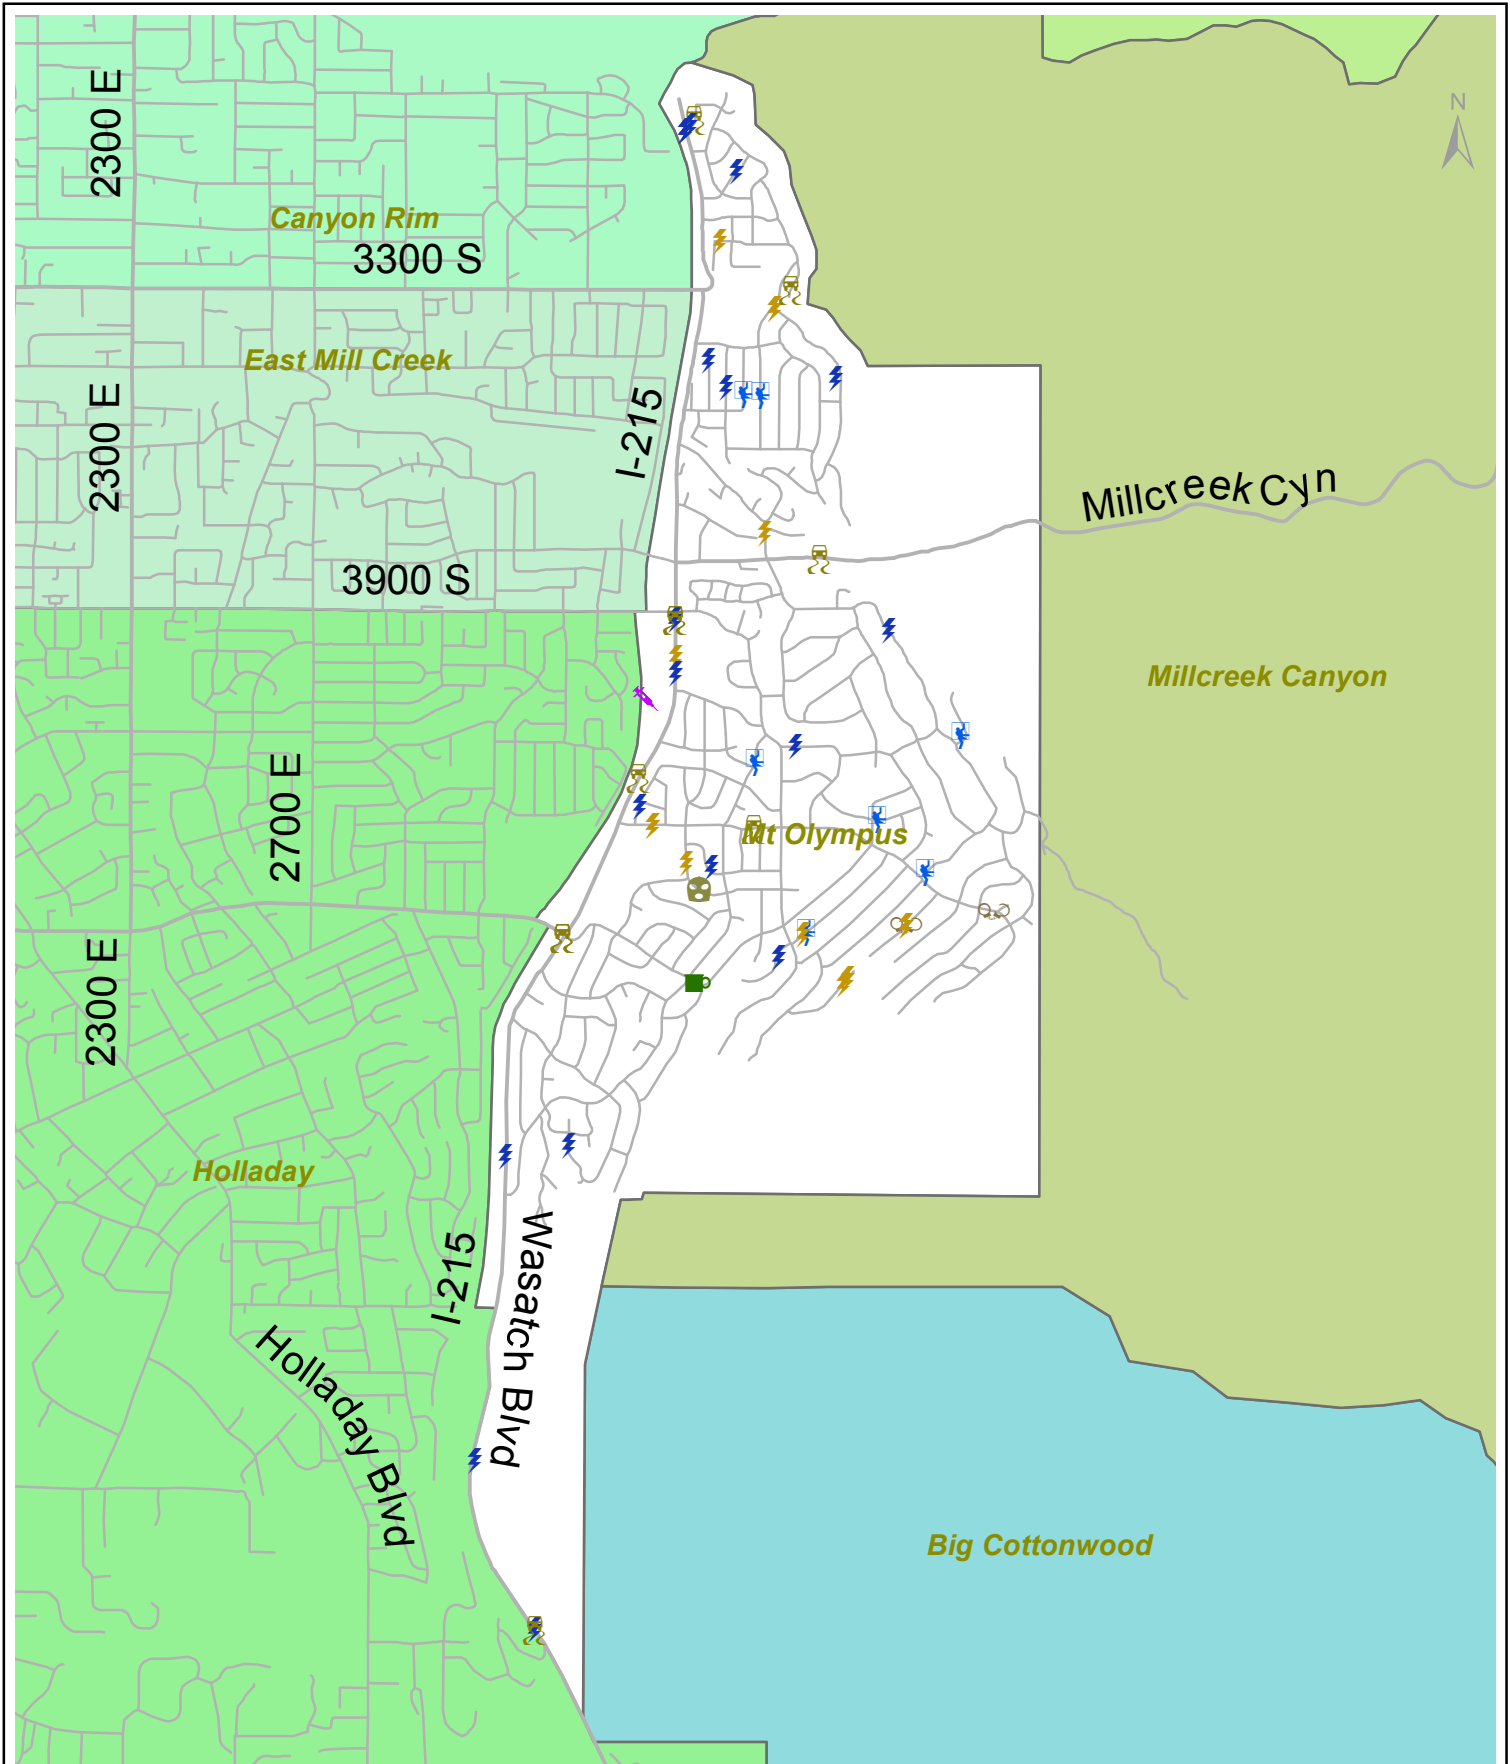 2300 E
N
Canyon Rim
3300 S
East Mill Creek
2300 E
I-215
Millcreek Cyn
3900 S
Millcreek Canyon
2700 E
Mt Olympus
2300 E
Holladay
I-215
Wasatch Blvd
Holladay Blvd
Big Cottonwood